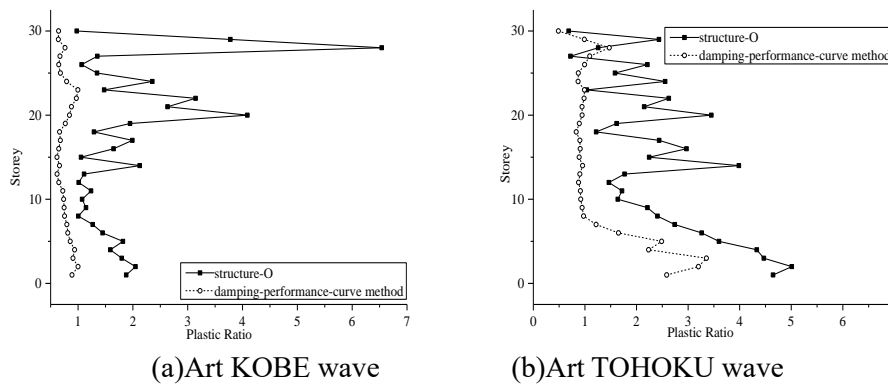 30
20
10
0
Storey
1 2 3 4 5 6 7
Plastic Ratio
structure-O
damping-performance-curve method
(a)Art KOBE wave
30
20
10
0
Storey
0 1 2 3 4 5 6
Plastic Ratio
structure-O
damping-performance-curve method
(b)Art TOHOKU wave